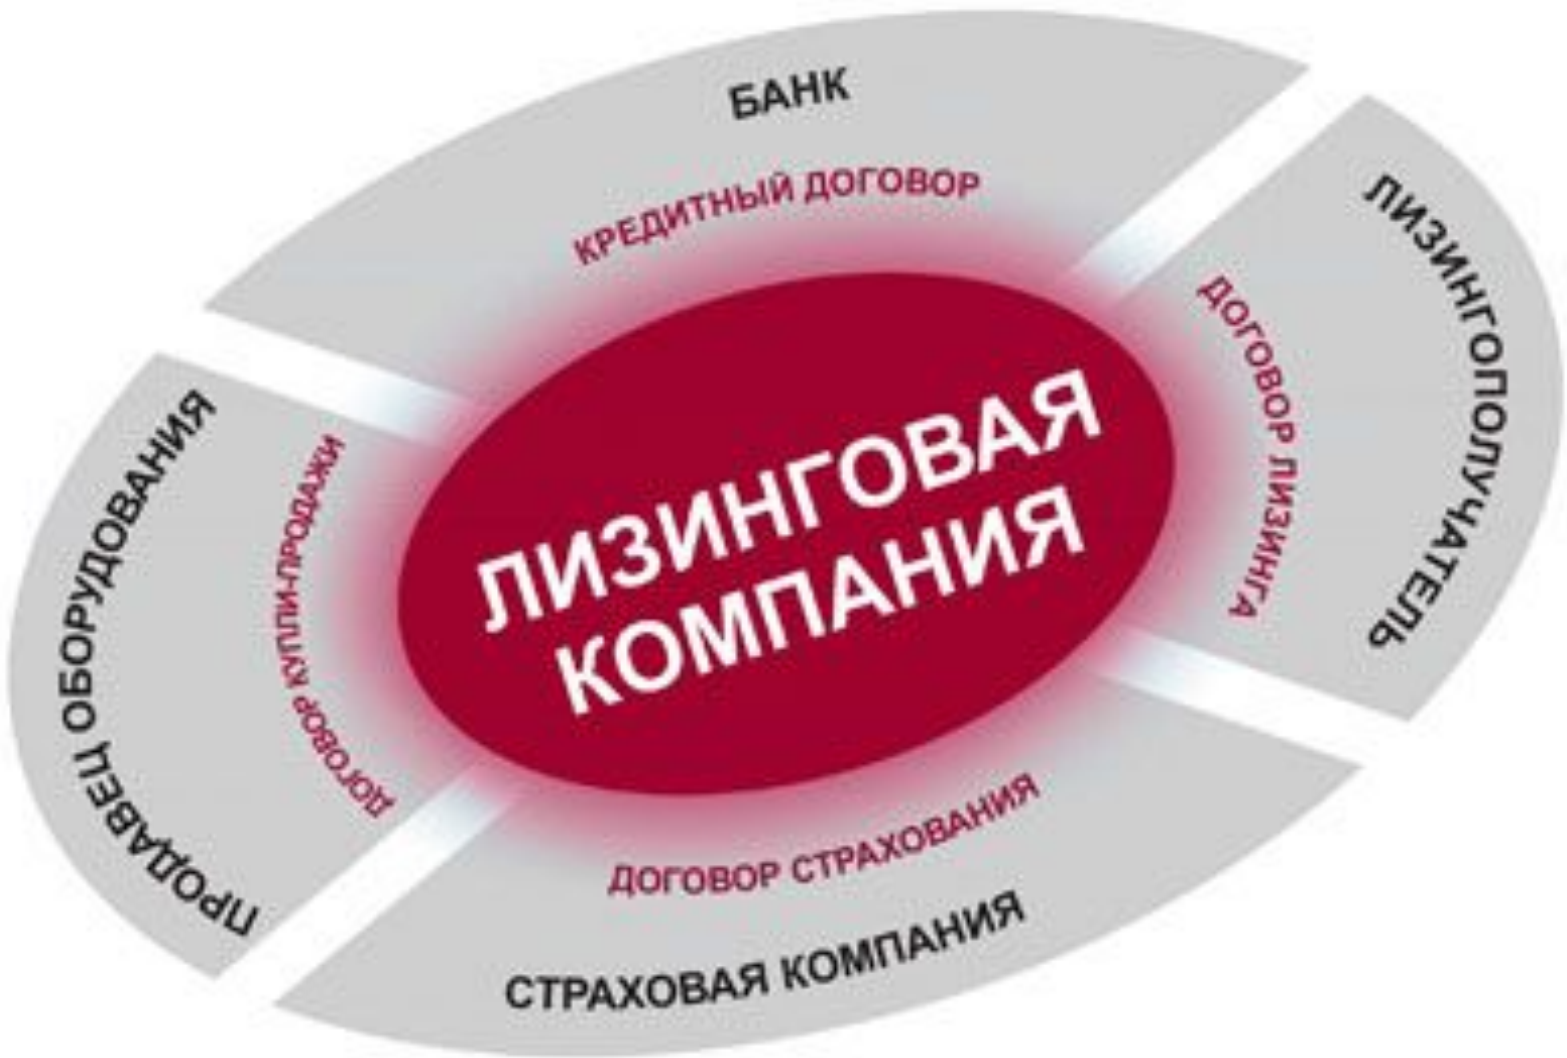 БАНК
КРЕДИТНЫЙ ДОГОВОР
ЛИЗИНГОПОЛУЧАТЕЛЬ
ДОГОВОР ЛИЗИНГА
ЛИЗИНГОВАЯ
КОМПАНИЯ
ПРОДАВЕЦ ОБОРУДОВАНИЯ
ДОГОВОР КУПЛИ-ПРОДАЖИ
ДОГОВОР СТРАХОВАНИЯ
СТРАХОВАЯ КОМПАНИЯ